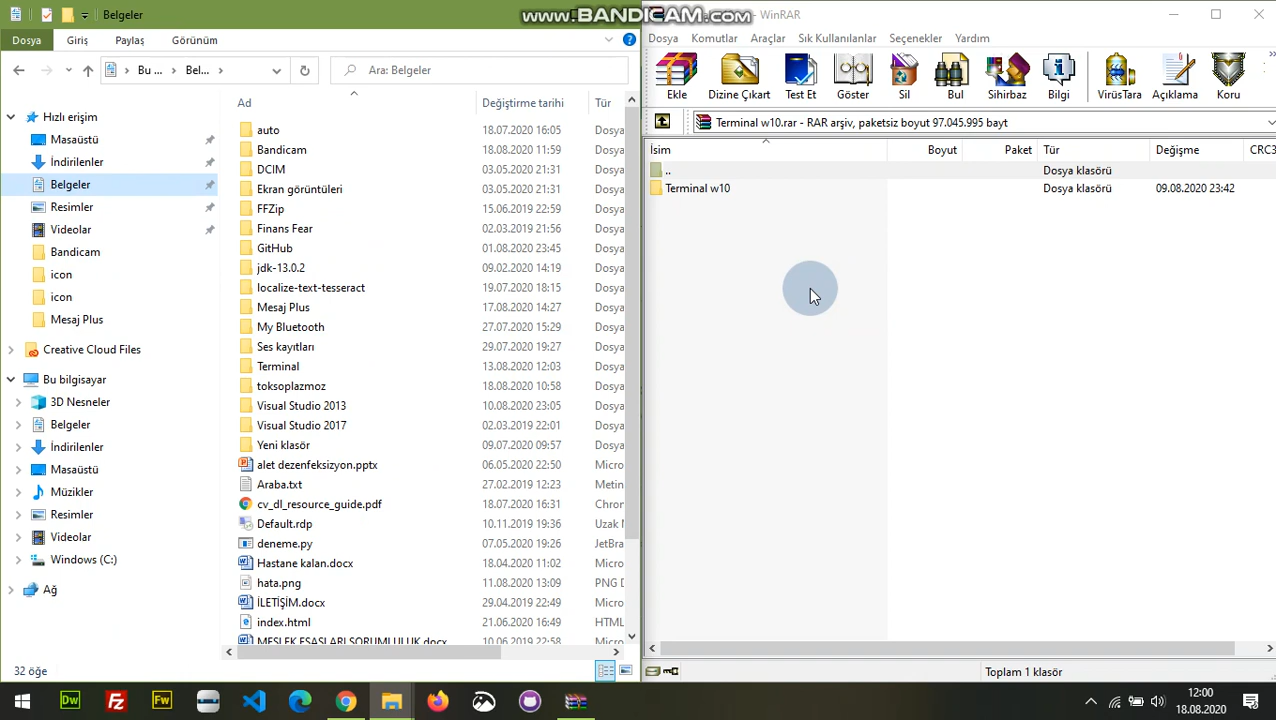 Belgeler
www.BANDICAM.com
- WinRAR
Dosya Giriş Paylaş Görünüm
Dosya Komutlar Araçlar Sık Kullanılanlar Seçenekler Yardım
Bu ... Bel...
Ara: Belgeler
Ekle Dizine Çıkart Test Et Göster Sil Bul Sihirbaz Bilgi VirüsTara Açıklama Koru
Terminal w10.rar - RAR arşiv, paketsiz boyut 97.045.995 bayt
Hızlı erişim
Masaüstü
İndirilenler
Belgeler
Resimler
Videolar
Bandicam
icon
icon
Mesaj Plus
Creative Cloud Files
Bu bilgisayar
3D Nesneler
Belgeler
İndirilenler
Masaüstü
Müzikler
Resimler
Videolar
Windows (C:)
Ağ
Ad Değiştirme tarihi Tür
auto 18.07.2020 16:05 Dosya
Bandicam 18.08.2020 11:59 Dosya
DCIM 03.05.2020 21:31 Dosya
Ekran görüntüleri 03.05.2020 21:31 Dosya
FFZip 15.06.2019 22:59 Dosya
Finans Fear 02.03.2019 21:56 Dosya
GitHub 01.08.2020 23:45 Dosya
jdk-13.0.2 09.02.2020 14:19 Dosya
localize-text-tesseract 19.07.2020 18:15 Dosya
Mesaj Plus 17.08.2020 14:27 Dosya
My Bluetooth 27.07.2020 15:29 Dosya
Ses kayıtları 29.07.2020 19:27 Dosya
Terminal 13.08.2020 12:03 Dosya
toksoplazmoz 18.08.2020 10:58 Dosya
Visual Studio 2013 10.08.2020 23:05 Dosya
Visual Studio 2017 02.03.2019 22:01 Dosya
Yeni klasör 09.07.2020 09:57 Dosya
alet dezenfeksizyon.pptx 06.05.2020 22:50 Micro
Araba.txt 27.02.2019 12:23 Metin
cv_dl_resource_guide.pdf 18.07.2020 16:31 Chron
Default.rdp 10.11.2019 19:36 Uzak
deneme.py 07.05.2020 19:26 JetBra
Hastane kalan.docx 18.04.2020 11:02 Micro
hata.png 11.08.2020 13:09 PNG D
İLETİŞİM.docx 29.04.2019 22:49 Micro
index.html 21.06.2020 16:49 HTML
MESLEK ESASLARI SORUMLULUK.docx 10.06.2019 22:58 Micro
İsim Boyut Paket Tür Değişme CRC3
.. Dosya klasörü
Terminal w10 Dosya klasörü 09.08.2020 23:42
32 öğe
Toplam 1 klasör
Dw Fz Fw
12:00
18.08.2020